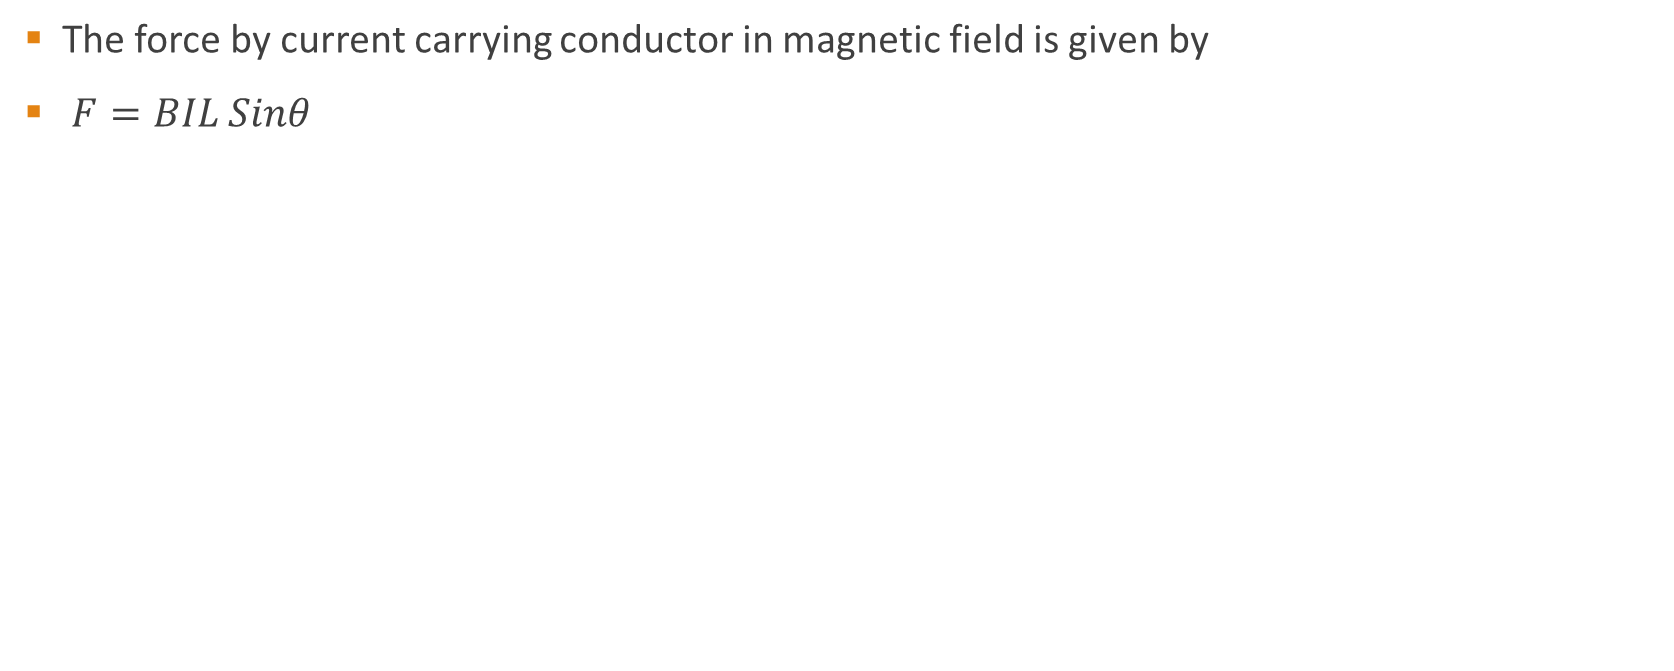 ▪ The force by current carrying conductor in magnetic field is given by
▪ F = BIL Sinθ